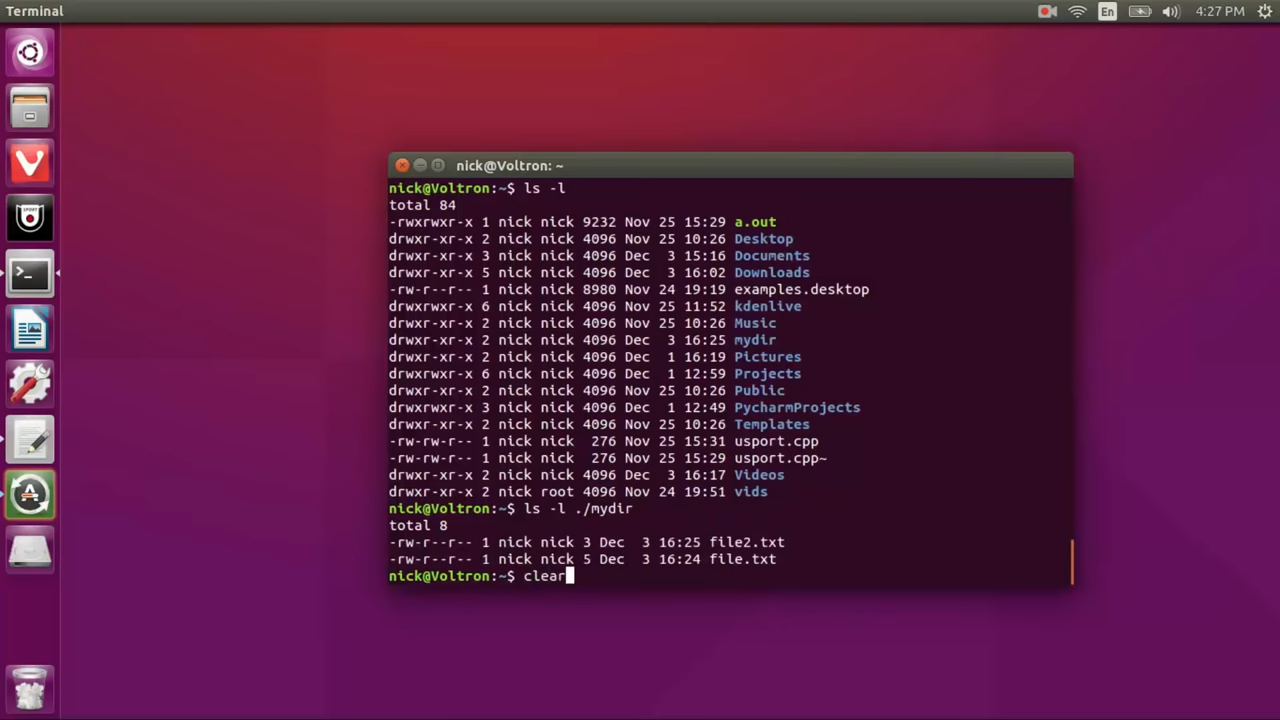 Terminal
En
4:27 PM
nick@Voltron: ~
nick@Voltron:~$ ls -l
total 84
-rwxrwxr-x 1 nick nick 9232 Nov 25 15:29 a.out
drwxr-xr-x 2 nick nick 4096 Nov 25 10:26 Desktop
drwxr-xr-x 3 nick nick 4096 Dec  3 15:16 Documents
drwxr-xr-x 5 nick nick 4096 Dec  3 16:02 Downloads
-rw-r--r-- 1 nick nick 8980 Nov 24 19:19 examples.desktop
drwxrwxr-x 6 nick nick 4096 Nov 25 11:52 kdenlive
drwxr-xr-x 2 nick nick 4096 Nov 25 10:26 Music
drwxr-xr-x 2 nick nick 4096 Dec  3 16:25 mydir
drwxr-xr-x 2 nick nick 4096 Dec  1 16:19 Pictures
drwxrwxr-x 6 nick nick 4096 Dec  1 12:59 Projects
drwxr-xr-x 2 nick nick 4096 Nov 25 10:26 Public
drwxrwxr-x 3 nick nick 4096 Dec  1 12:49 PycharmProjects
drwxr-xr-x 2 nick nick 4096 Nov 25 10:26 Templates
-rw-rw-r-- 1 nick nick  276 Nov 25 15:31 usport.cpp
-rw-rw-r-- 1 nick nick  276 Nov 25 15:29 usport.cpp~
drwxr-xr-x 2 nick nick 4096 Dec  3 16:17 Videos
drwxr-xr-x 2 nick root 4096 Nov 24 19:51 vids
nick@Voltron:~$ ls -l ./mydir
total 8
-rw-r--r-- 1 nick nick 3 Dec  3 16:25 file2.txt
-rw-r--r-- 1 nick nick 5 Dec  3 16:24 file.txt
nick@Voltron:~$ clear